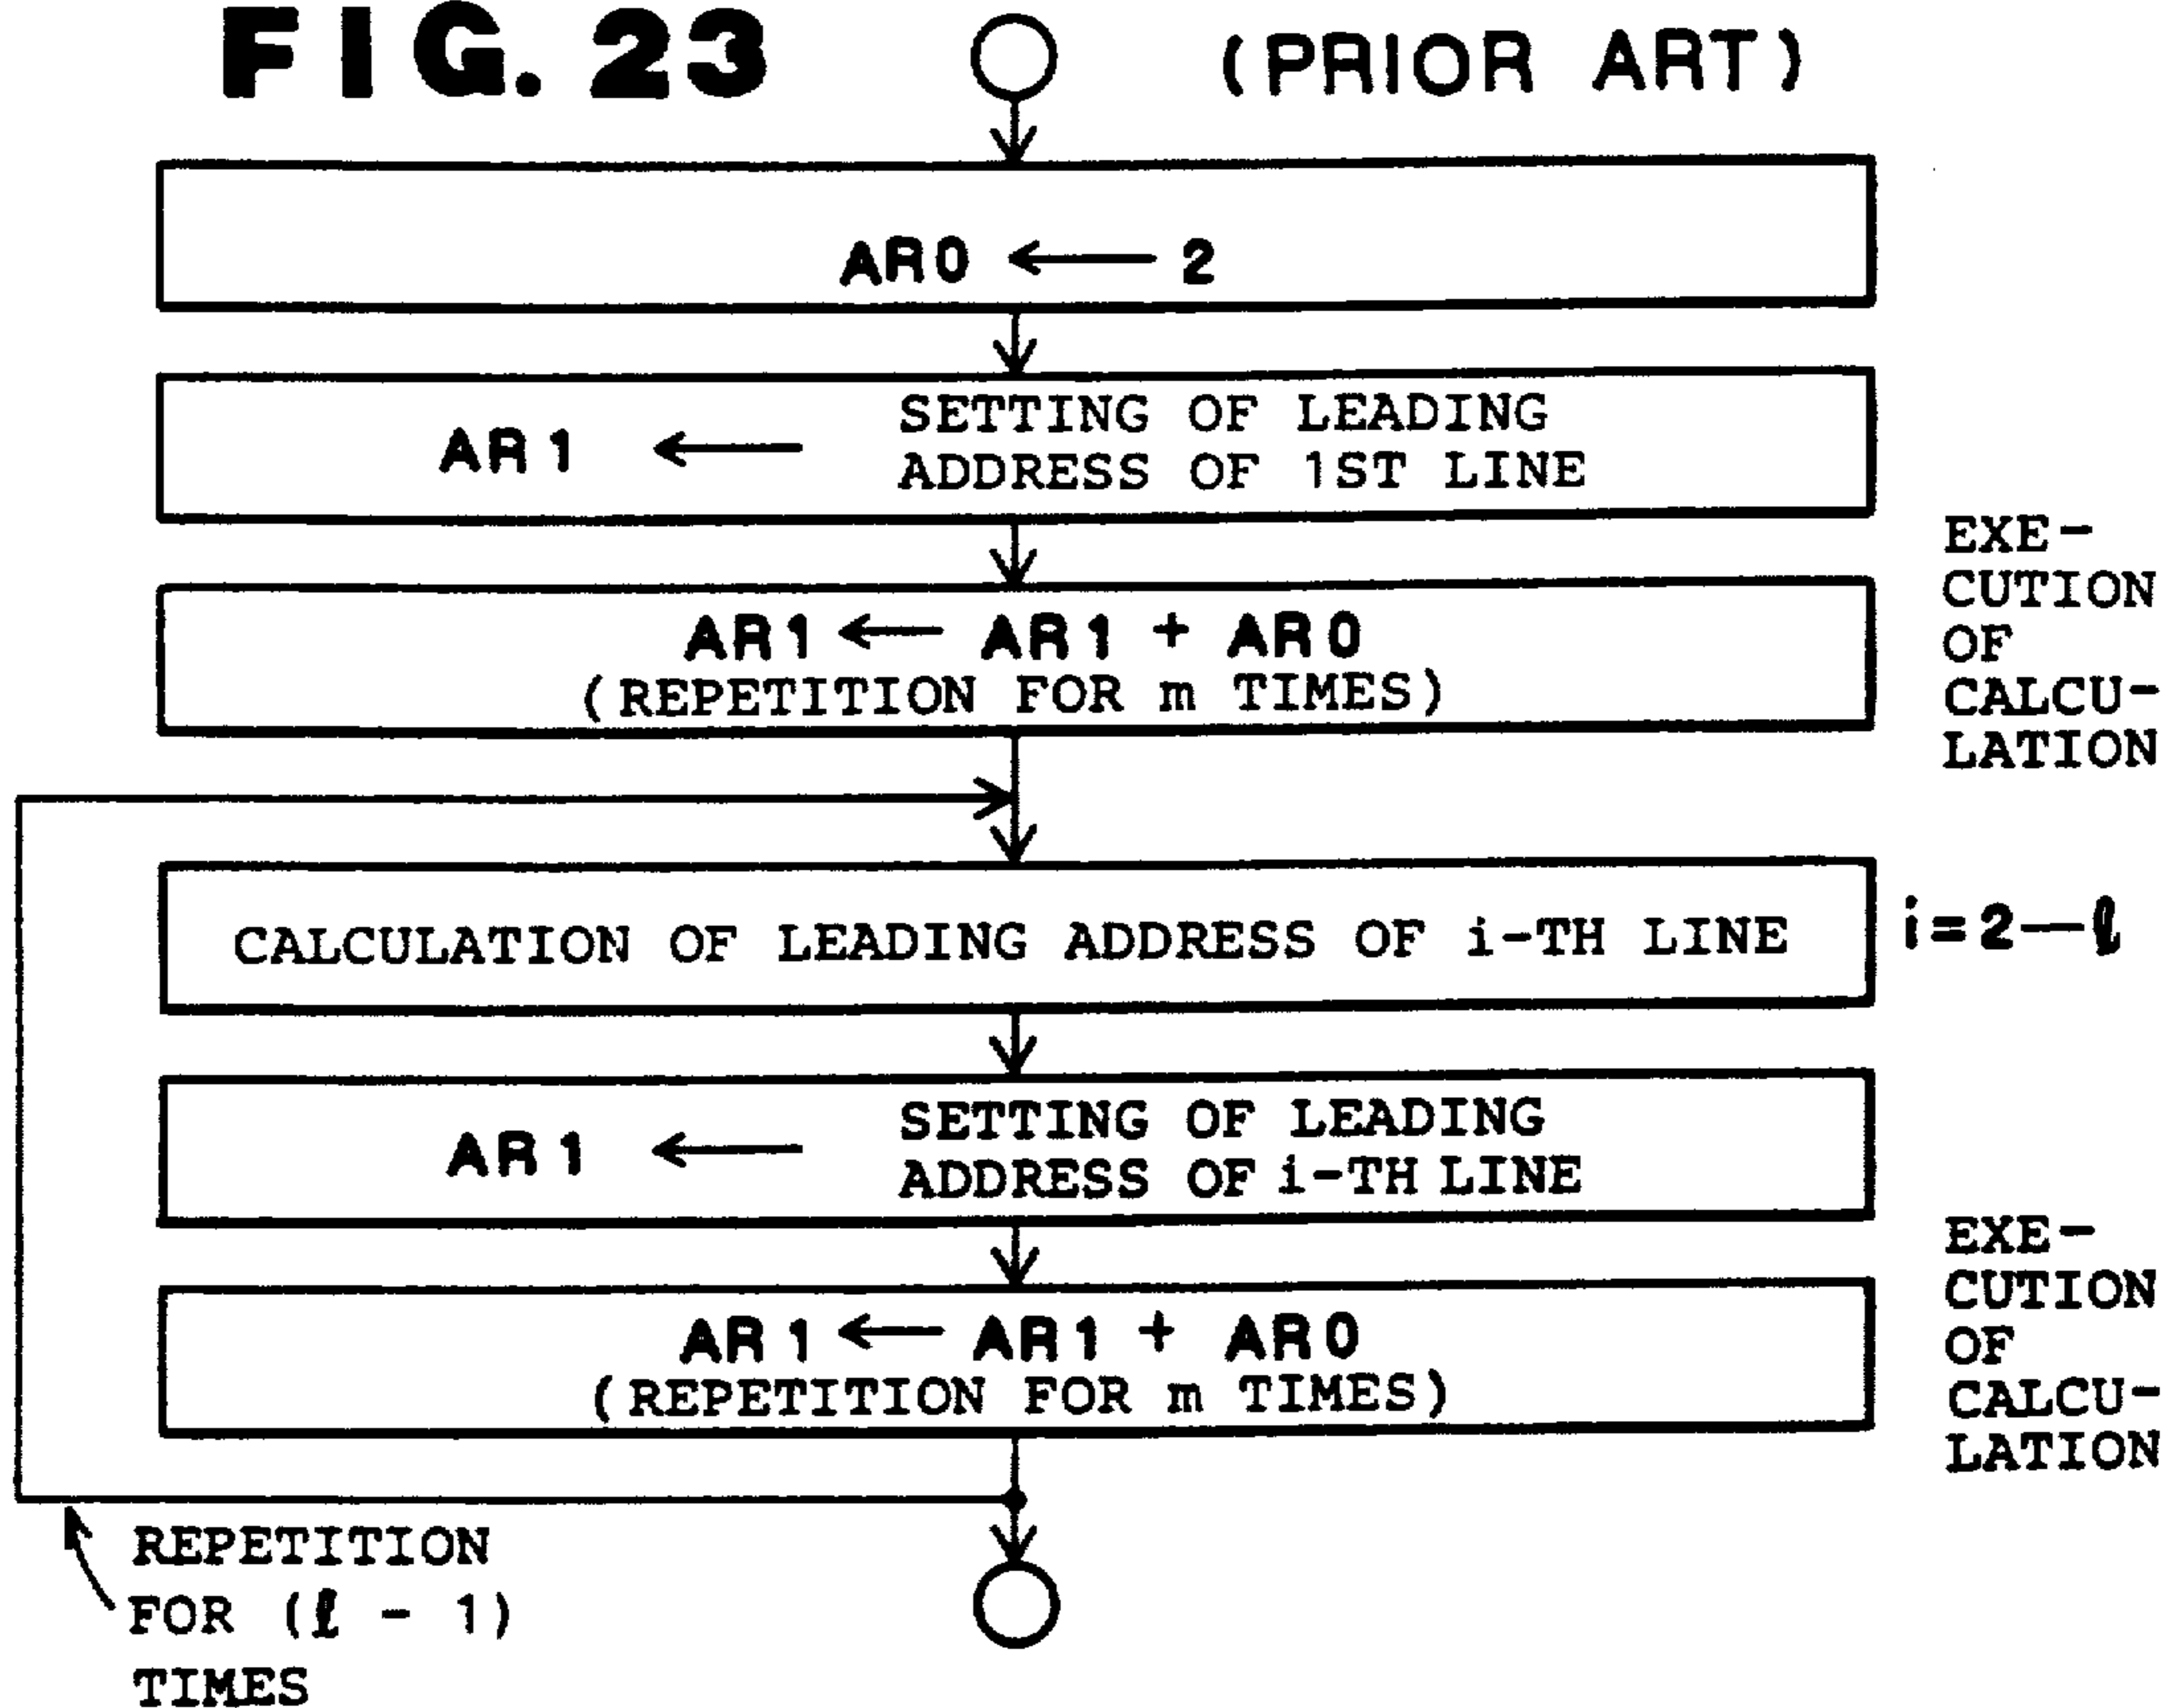 FIG. 23
(PRIOR ART)
AR0 ← 2
AR1 ← SETTING OF LEADING
ADDRESS OF 1ST LINE
AR1 ← AR1 + AR0
(REPETITION FOR m TIMES)
EXE-
CUTION
OF
CALCU-
LATION
CALCULATION OF LEADING ADDRESS OF i-TH LINE
i=2—ℓ
AR1 ← SETTING OF LEADING
ADDRESS OF i-TH LINE
AR1 ← AR1 + AR0
(REPETITION FOR m TIMES)
EXE-
CUTION
OF
CALCU-
LATION
REPETITION
FOR (ℓ - 1)
TIMES